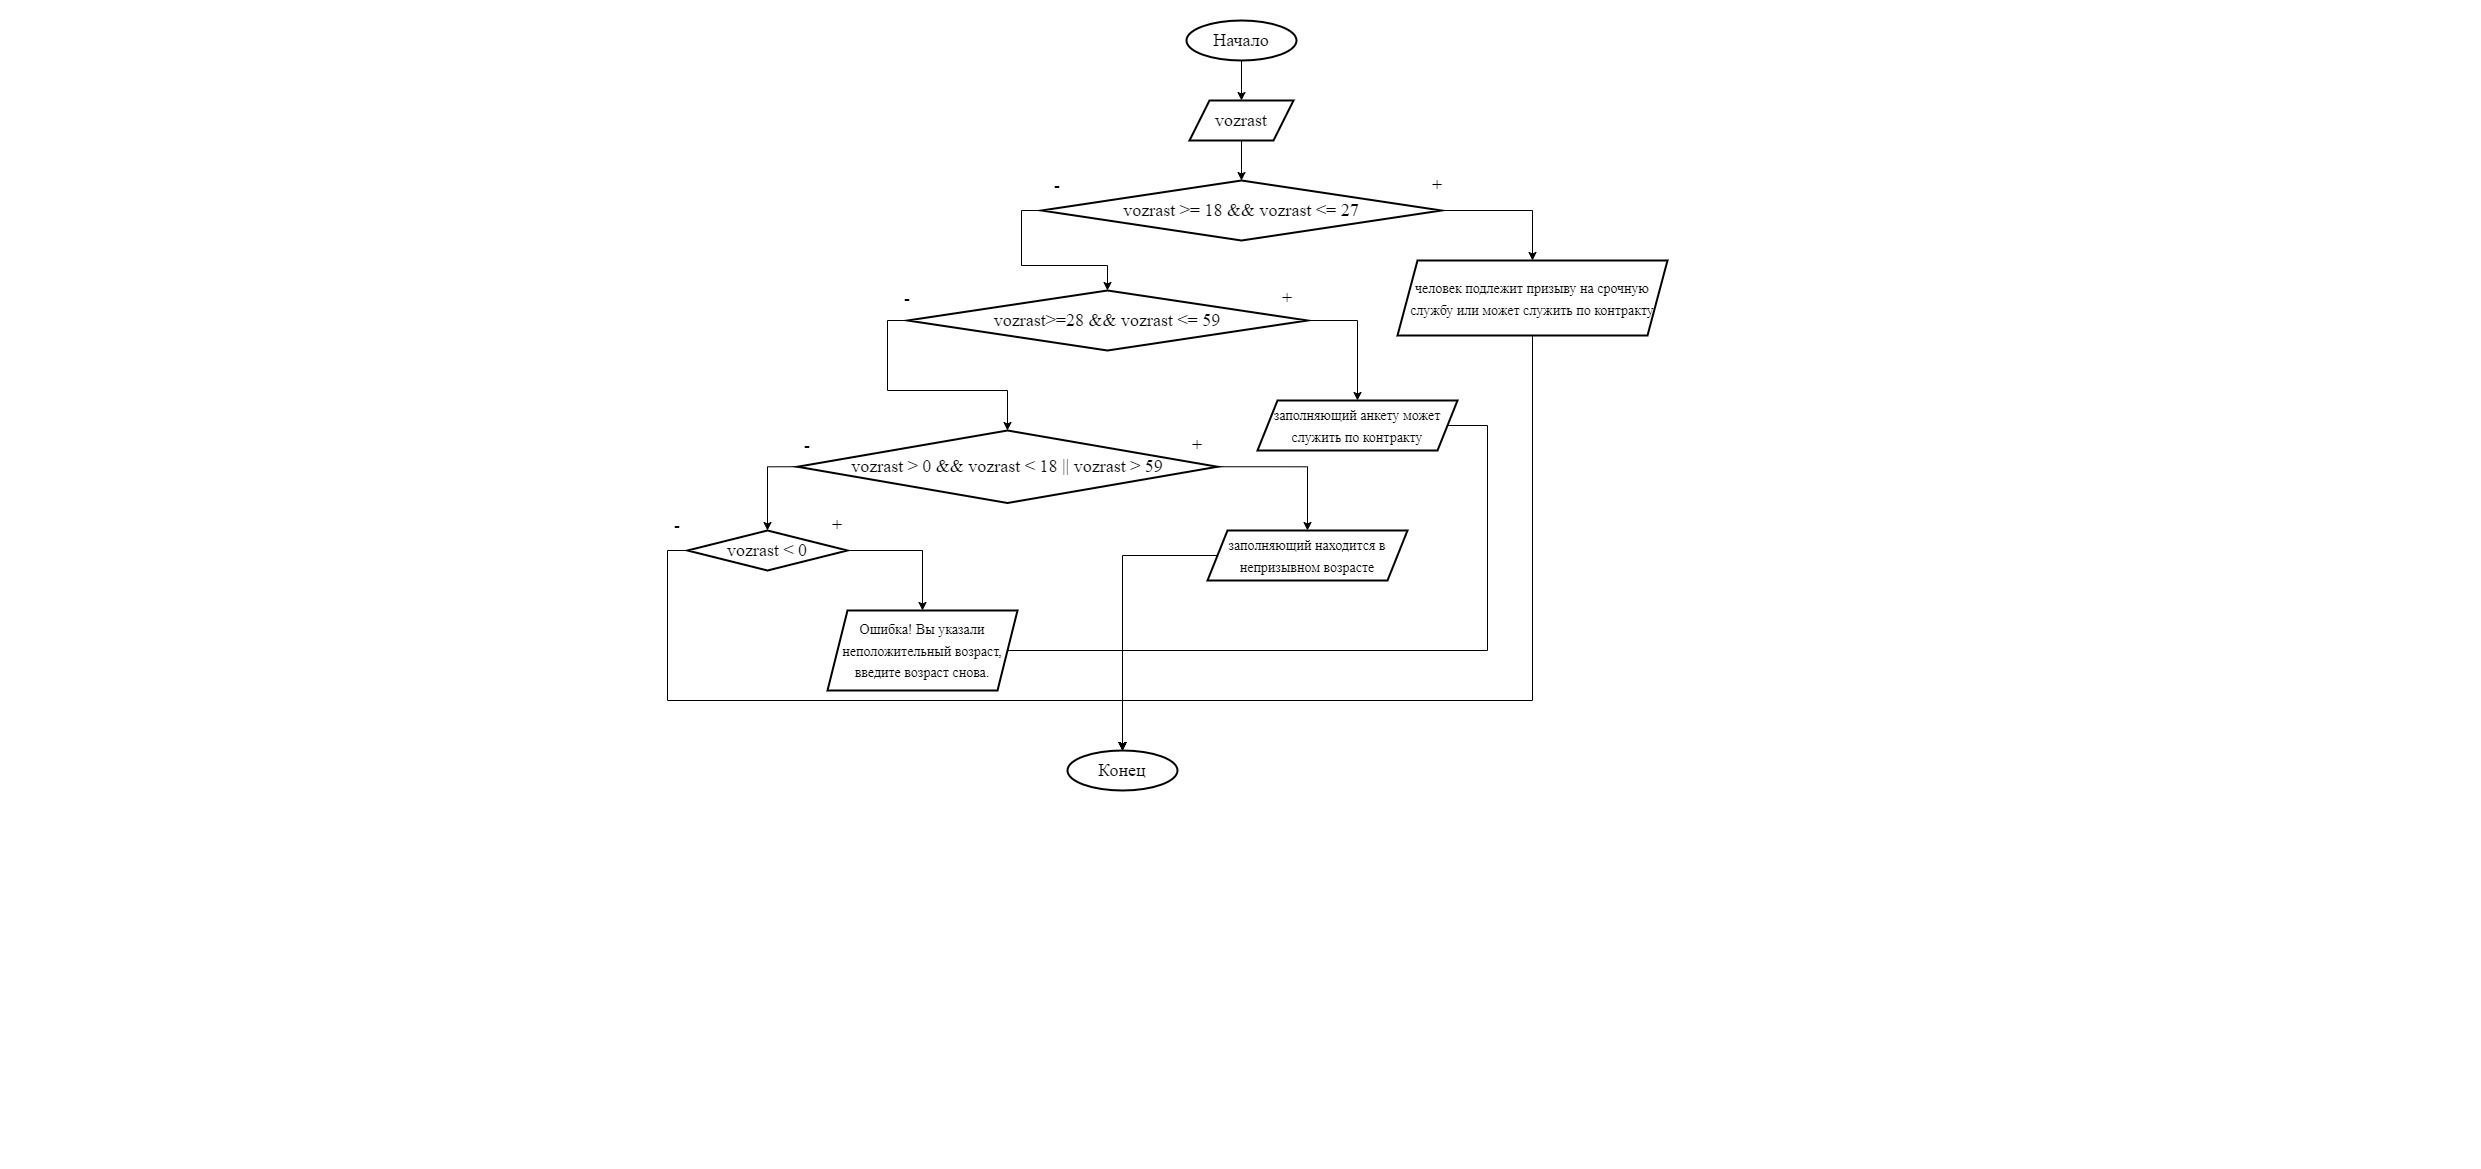 Начало
vozrast
-
+
vozrast >= 18 && vozrast <= 27
человек подлежит призыву на срочную
службу или может служить по контракту
-
+
vozrast>=28 && vozrast <= 59
заполняющий анкету может
служить по контракту
-
+
vozrast > 0 && vozrast < 18 || vozrast > 59
-
+
vozrast < 0
заполняющий находится в
непризывном возрасте
Ошибка! Вы указали
неположительный возраст,
введите возраст снова.
Конец